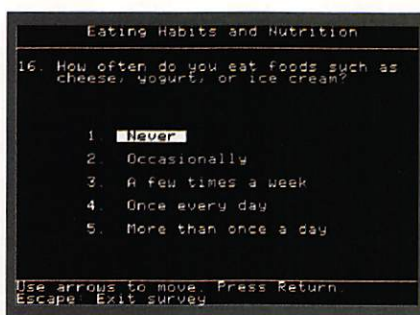 Eating Habits and Nutrition
16. How often do you eat foods such as
cheese, yogurt, or ice cream?
1. Never
2. Occasionally
3. A few times a week
4. Once every day
5. More than once a day
Use arrows to move. Press Return.
Escape: Exit survey